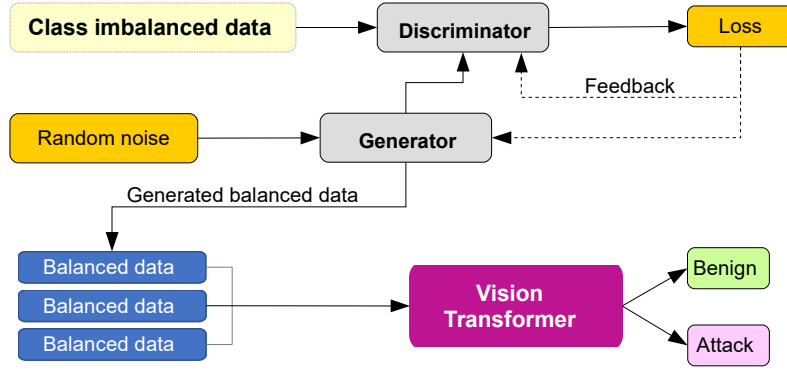 Class imbalanced data
Discriminator
Loss
Feedback
Random noise
Generator
Generated balanced data
Balanced data
Balanced data
Balanced data
Vision
Transformer
Benign
Attack